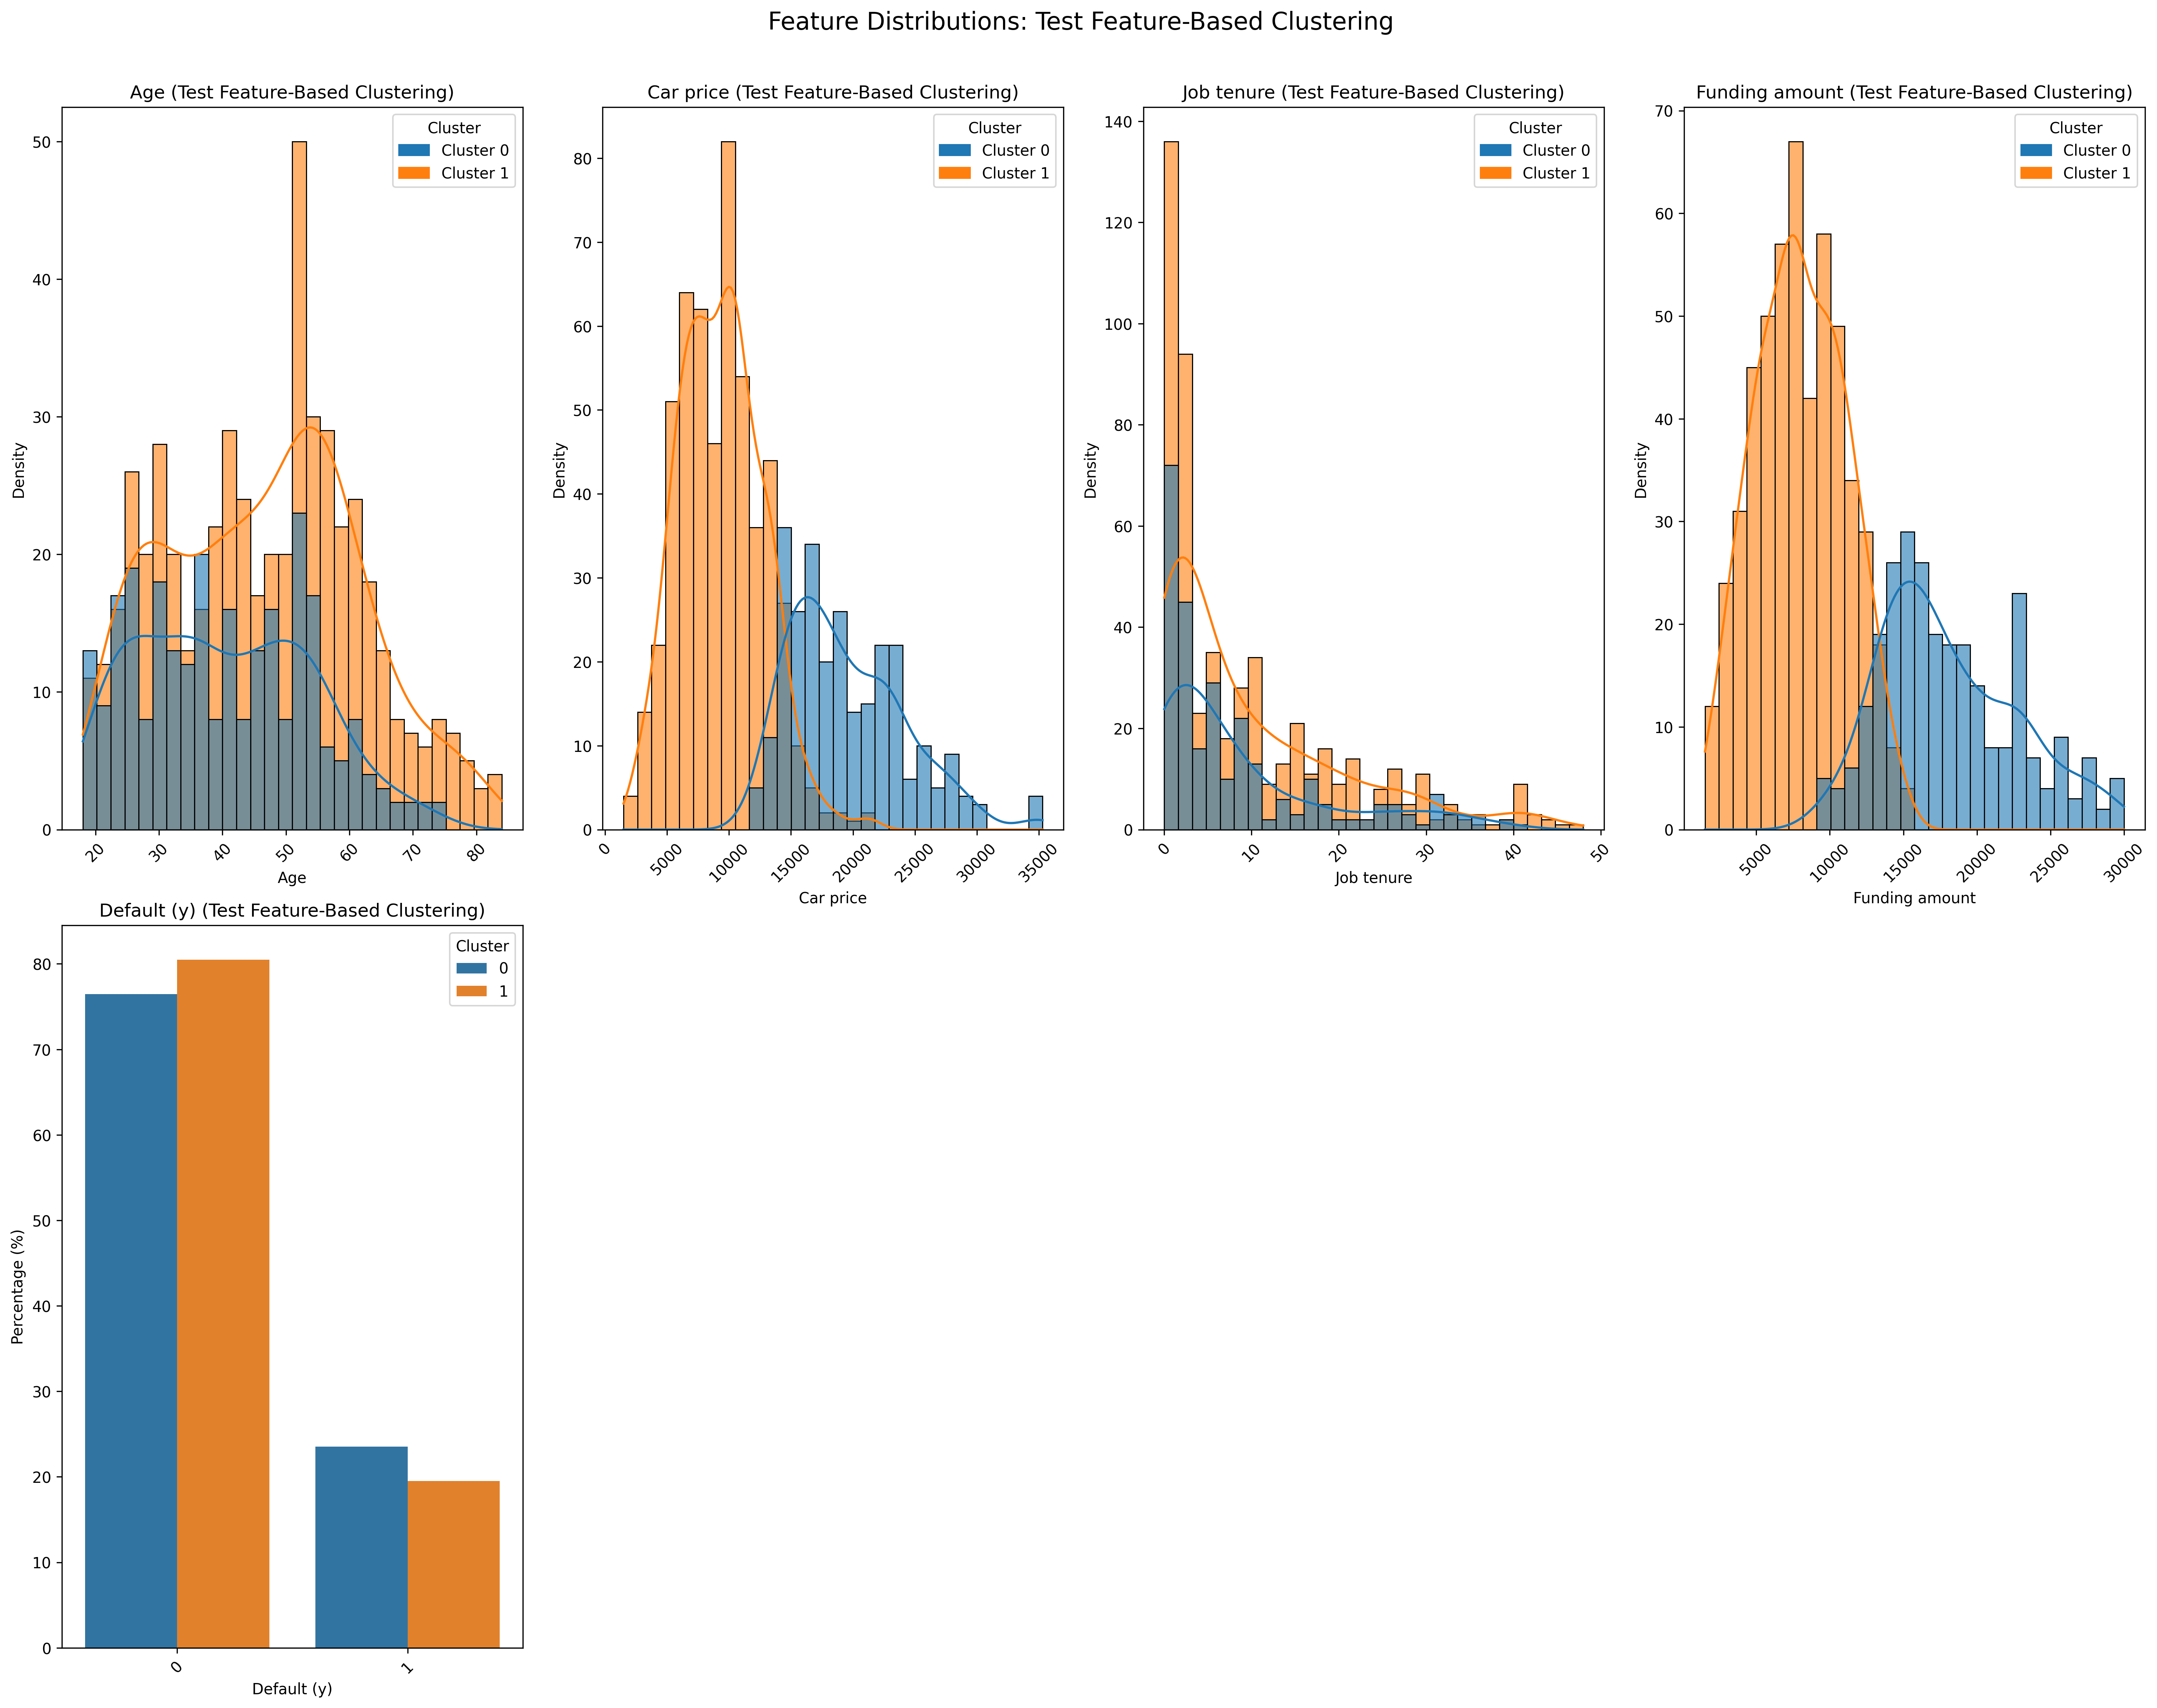 Feature Distributions: Test Feature-Based Clustering
Age (Test Feature-Based Clustering)
Density
50
40
30
20
10
0
Cluster
Cluster 0
Cluster 1
20
30
40
50
60
70
80
Age
Car price (Test Feature-Based Clustering)
Density
80
70
60
50
40
30
20
10
0
Cluster
Cluster 0
Cluster 1
0
5000
10000
15000
20000
25000
30000
35000
Car price
Job tenure (Test Feature-Based Clustering)
Density
140
120
100
80
60
40
20
0
Cluster
Cluster 0
Cluster 1
0
10
20
30
40
50
Job tenure
Funding amount (Test Feature-Based Clustering)
Density
70
60
50
40
30
20
10
0
Cluster
Cluster 0
Cluster 1
5000
10000
15000
20000
25000
30000
Funding amount
Default (y) (Test Feature-Based Clustering)
Percentage (%)
80
70
60
50
40
30
20
10
0
Cluster
0
1
0
1
Default (y)